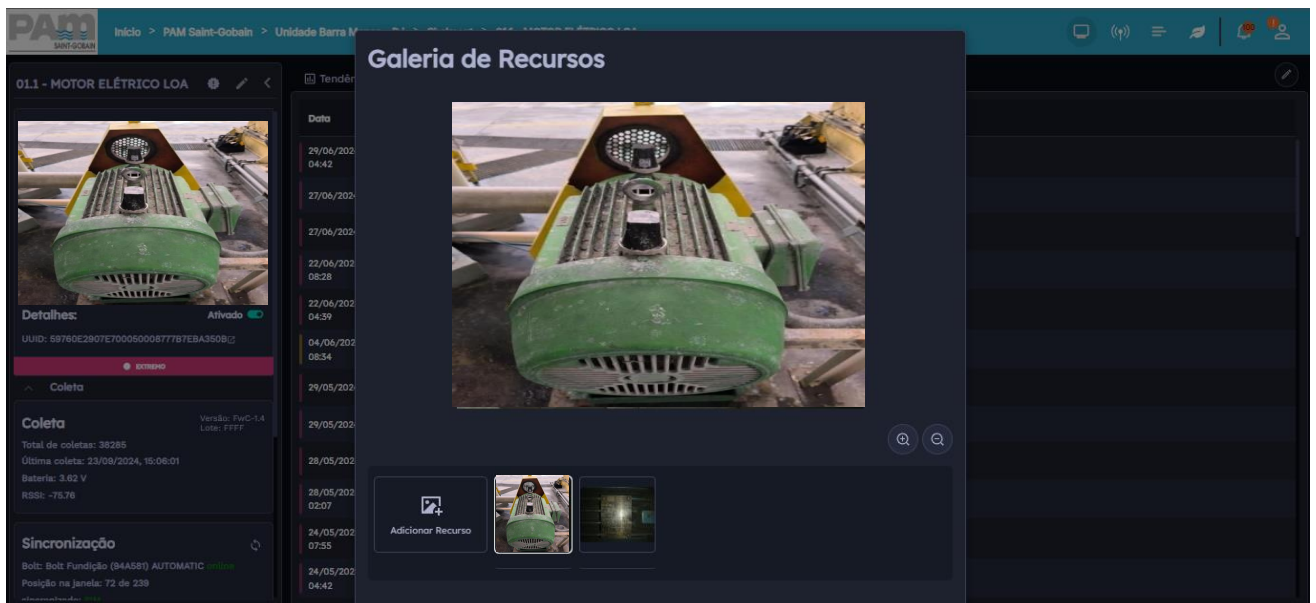 PAM
SAINT-GOBAIN
Início > PAM Saint-Gobain > Unidade Barra M
100
Galeria de Recursos
01.1 - MOTOR ELÉTRICO LOA
Tendên
Data
29/06/202
04:42
27/06/202
27/06/202
22/06/202
08:28
22/06/202
04:39
04/06/202
08:34
29/05/202
29/05/202
28/05/202
28/05/202
02:07
24/05/202
07:55
24/05/202
04:42
Detalhes:
Ativado
UUID: 59760E2907E700050008777B7EBA350B
EXTREMO
Coleta
Coleta
Versão: FwC-1.4
Lote: FFFF
Total de coletas: 38285
Última coleta: 23/09/2024, 15:06:01
Bateria: 3.62 V
RSSI: -75.76
Sincronização
Bolt: Bolt Fundição (94A581) AUTOMATIC online
Posição na janela: 72 de 239
Adicionar Recurso